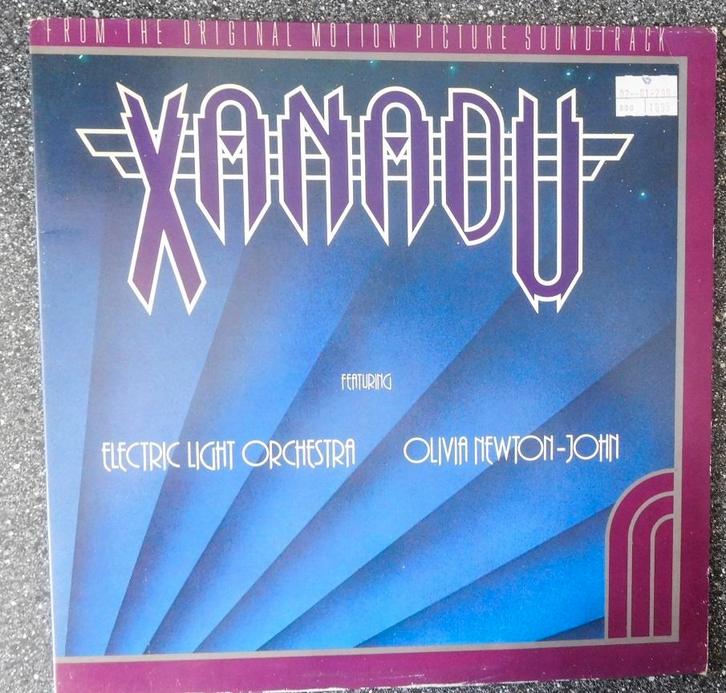 FROM THE ORIGINAL MOTION PICTURE SOUNDTRACK
XANADU
FEATURING
ELECTRIC LIGHT ORCHESTRA OLIVIA NEWTON-JOHN